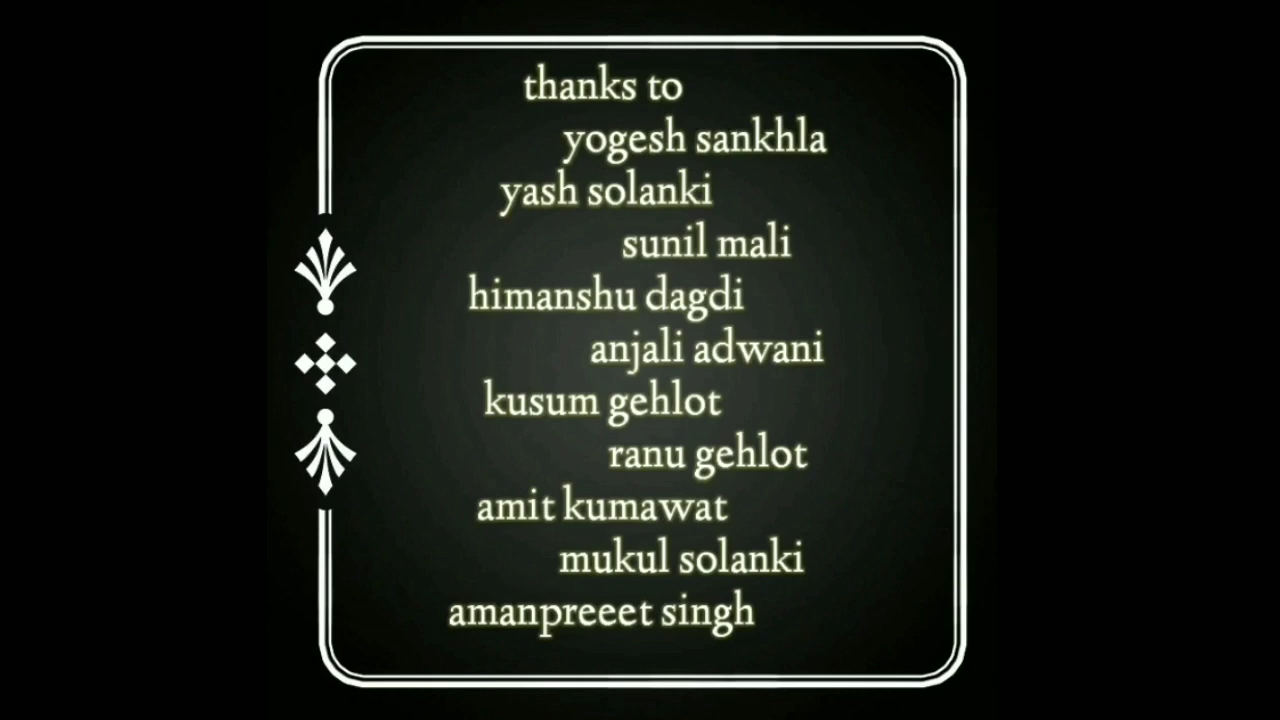 thanks to
yogesh sankhla
yash solanki
sunil mali
himanshu dagdi
anjali adwani
kusum gehlot
ranu gehlot
amit kumawat
mukul solanki
amanpreeet singh